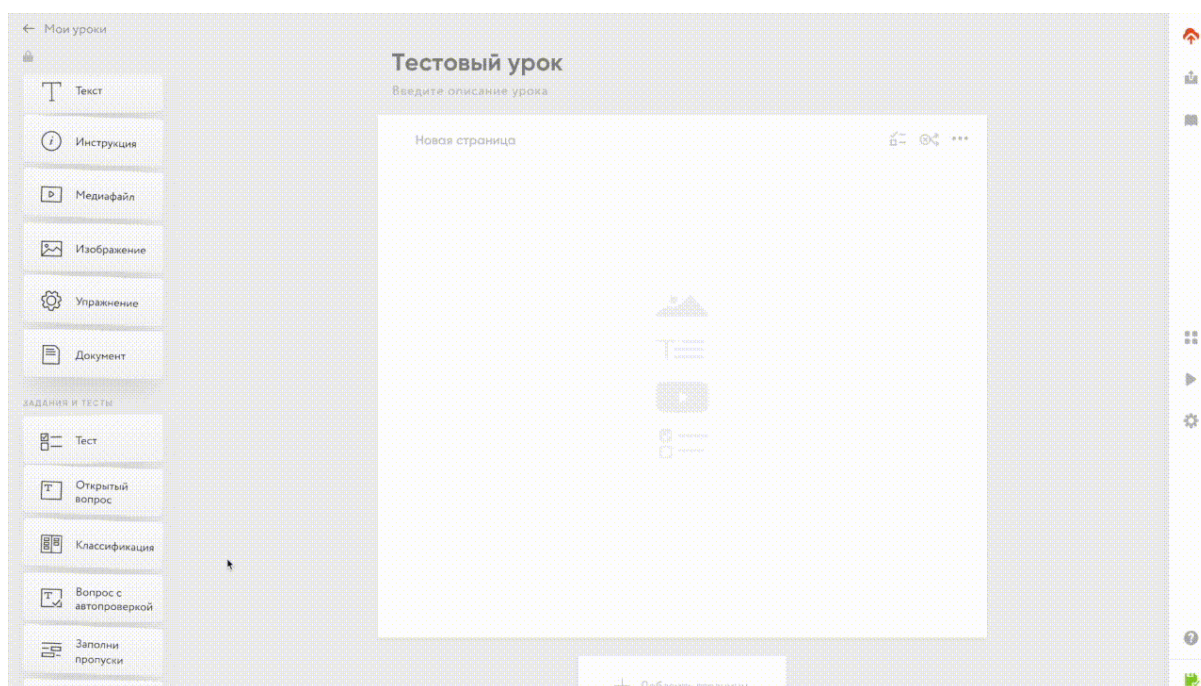 ← Мои уроки
Тестовый урок
Введите описание урока
Текст
Инструкция
Медиафайл
Изображение
Упражнение
Документ
ЗАДАНИЯ И ТЕСТЫ
Тест
Открытый
вопрос
Классификация
Вопрос с
автопроверкой
Заполни
пропуски
Новая страница